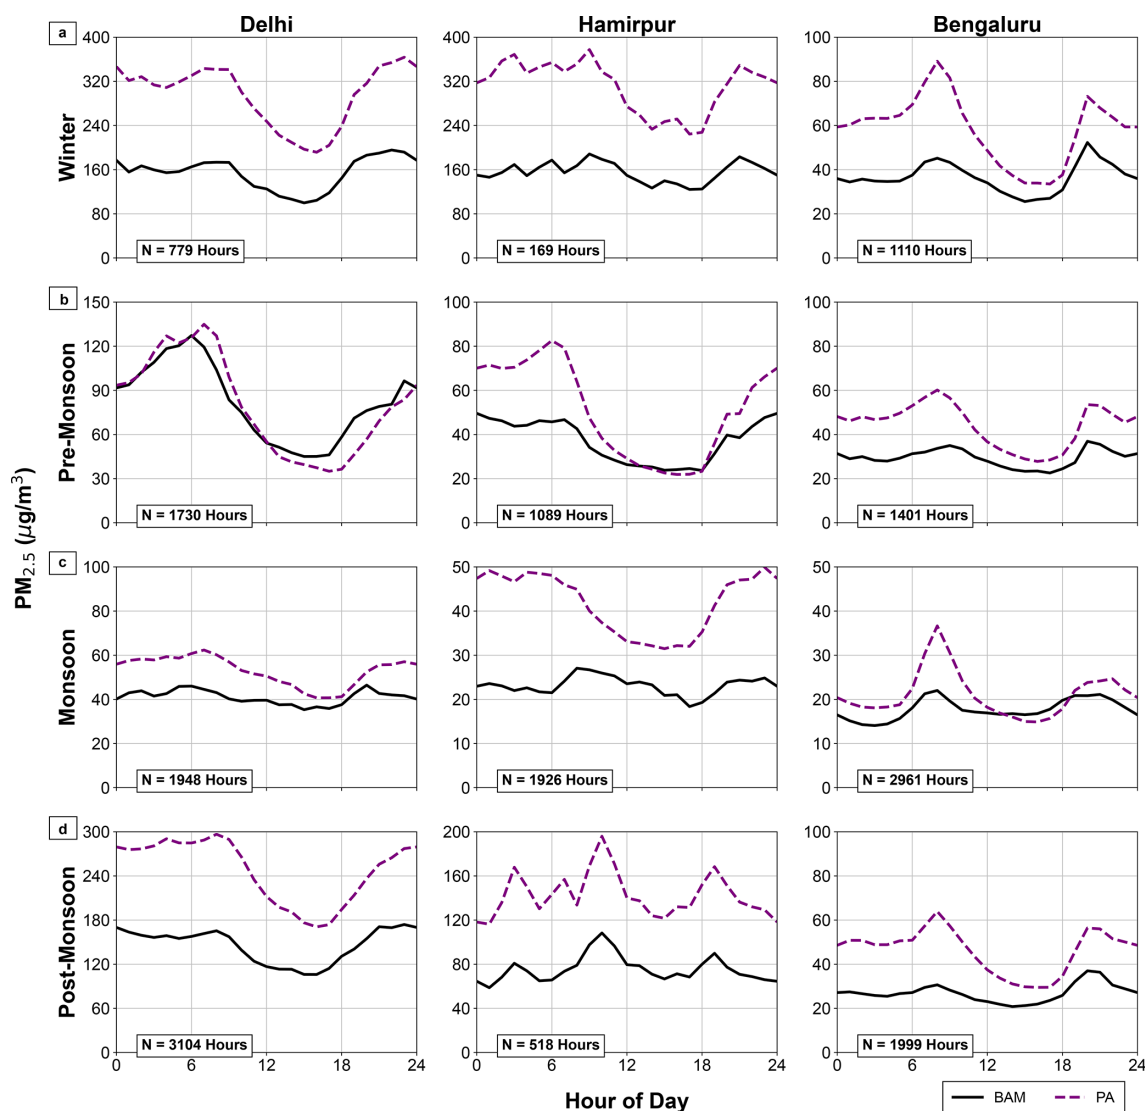 Delhi Hamirpur Bengaluru
a
Winter
400
320
240
160
80
0
N = 779 Hours
400
320
240
160
80
0
N = 169 Hours
100
80
60
40
20
0
N = 1110 Hours
b
Pre-Monsoon
150
120
90
60
30
0
N = 1730 Hours
100
80
60
40
20
0
N = 1089 Hours
100
80
60
40
20
0
N = 1401 Hours
PM2.5 (μg/m³)
c
Monsoon
100
80
60
40
20
0
N = 1948 Hours
50
40
30
20
10
0
N = 1926 Hours
50
40
30
20
10
0
N = 2961 Hours
d
Post-Monsoon
300
240
180
120
60
0
N = 3104 Hours
200
160
120
80
40
0
N = 518 Hours
100
80
60
40
20
0
N = 1999 Hours
0 6 12 18 24
0 6 12 18 24
0 6 12 18 24
Hour of Day
BAM PA